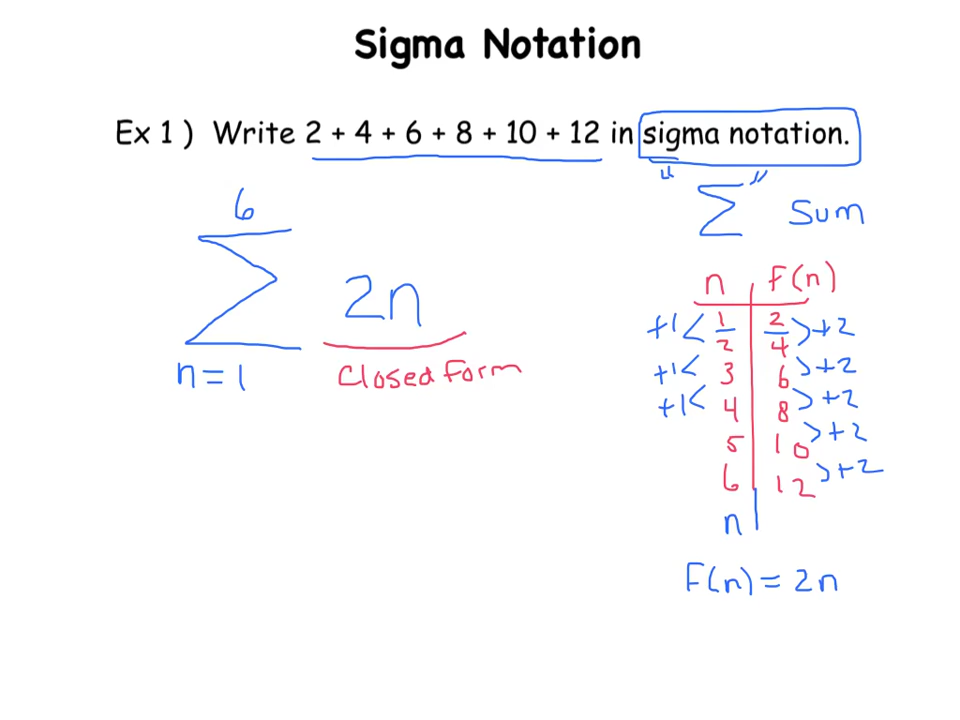 Sigma Notation
Ex 1 ) Write 2 + 4 + 6 + 8 + 10 + 12 in sigma notation.
" Σ " Sum
6
Σ 2n
n = 1 Closed Form
n F(n)
+1 < 1 2 > +2
2 4
+1 < 3 6 > +2
+1 < 4 8 > +2
5 10 > +2
6 12 > +2
n
F(n) = 2n